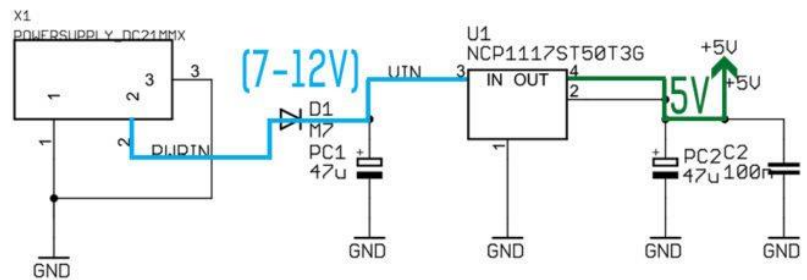 X1
POWERSUPPLY_DC21MMX
3
3
1
2
1
2
PWRIN
(7-12V)
D1
M7
VIN
PC1
+
47u
U1
NCP1117ST50T3G
3
IN OUT
4
2
1
5V
+5V
+5V
PC2
+
47u
C2
100n
GND
GND
GND
GND
GND